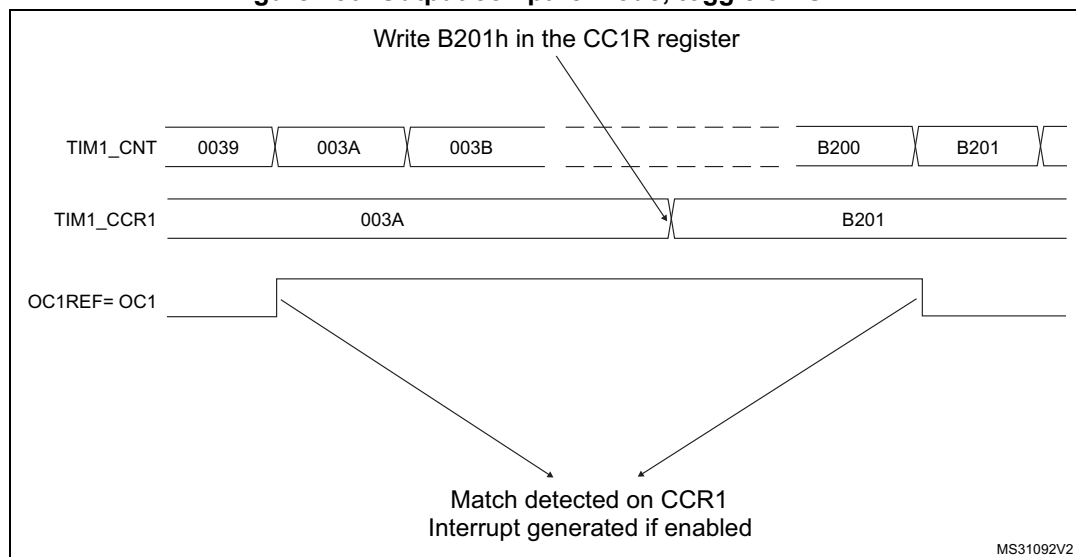 Write B201h in the CC1R register
TIM1_CNT 0039 003A 003B B200 B201
TIM1_CCR1 003A B201
OC1REF= OC1
Match detected on CCR1
Interrupt generated if enabled
MS31092V2